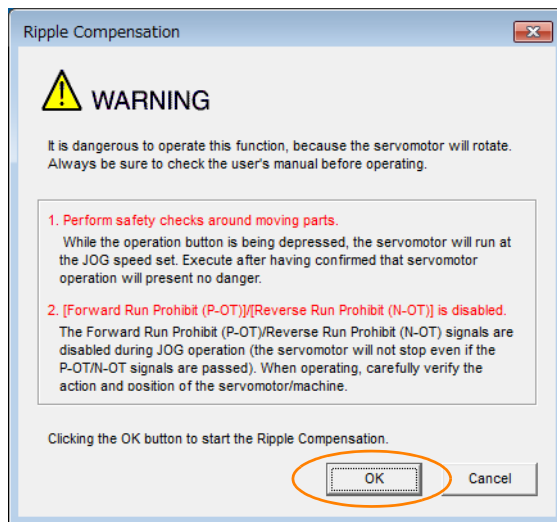 Ripple Compensation
WARNING
It is dangerous to operate this function, because the servomotor will rotate.
Always be sure to check the user's manual before operating.
1. Perform safety checks around moving parts.
While the operation button is being depressed, the servomotor will run at
the JOG speed set. Execute after having confirmed that servomotor
operation will present no danger.
2. [Forward Run Prohibit (P-OT)]/[Reverse Run Prohibit (N-OT)] is disabled.
The Forward Run Prohibit (P-OT)/Reverse Run Prohibit (N-OT) signals are
disabled during JOG operation (the servomotor will not stop even if the
P-OT/N-OT signals are passed). When operating, carefully verify the
action and position of the servomotor/machine.
Clicking the OK button to start the Ripple Compensation.
OK
Cancel